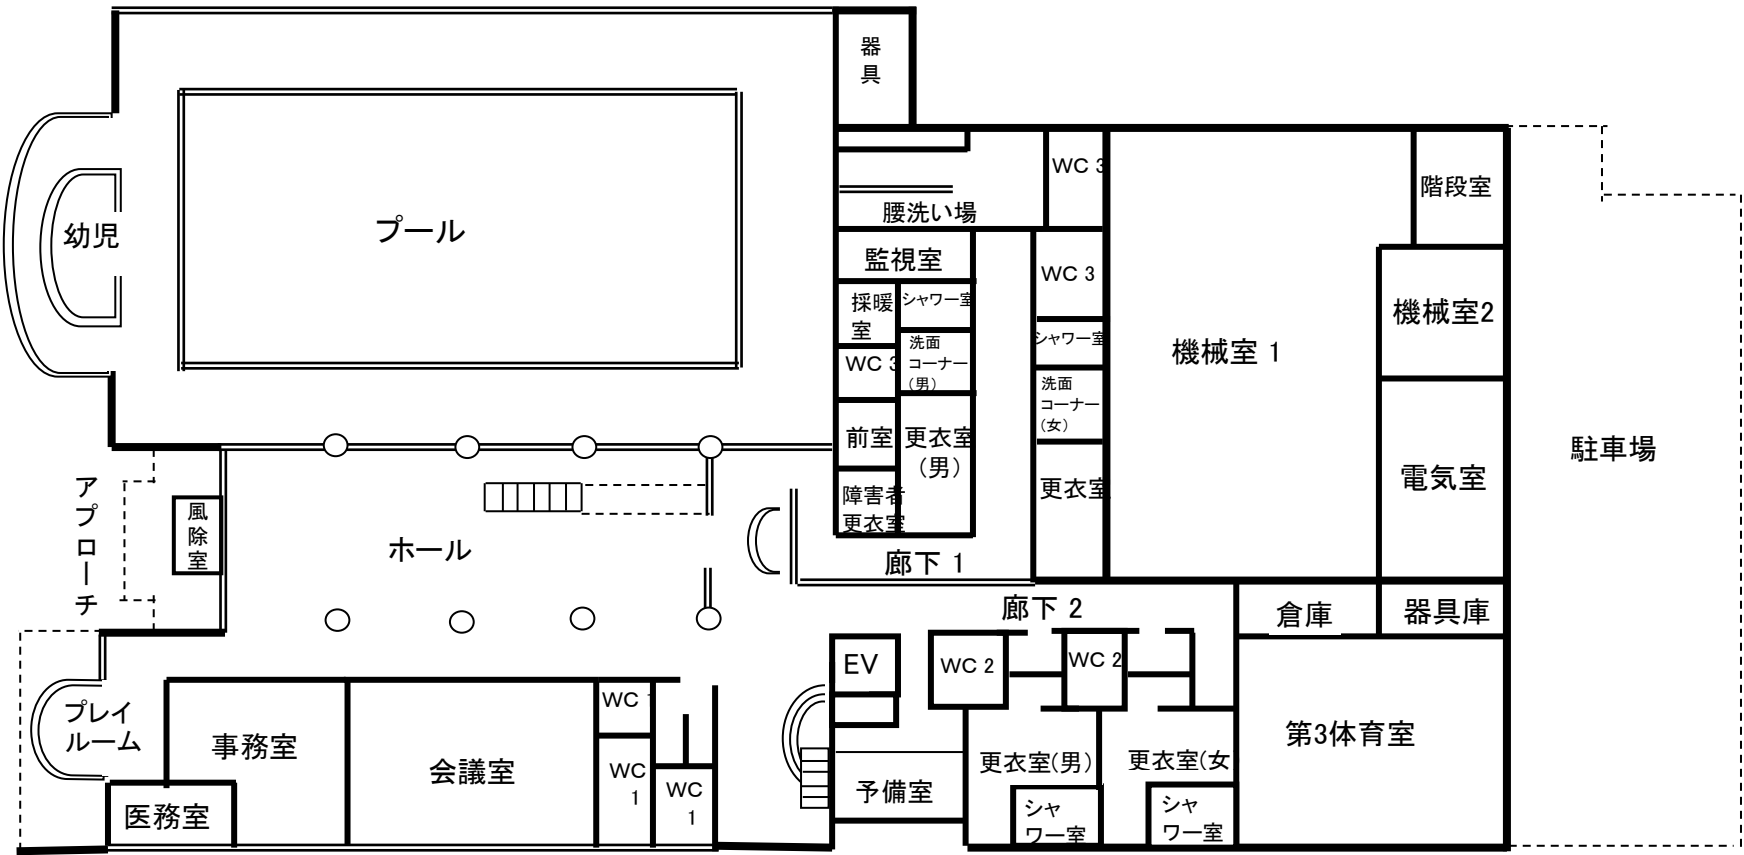 器
具
WC 3
階段室
腰洗い場
幼児
プール
監視室
WC 3
採暖
室
シャワー室
機械室2
洗面
コーナー
(男)
シャワー室
機械室 1
WC 3
洗面
コーナー
(女)
前室
更衣室
(男)
駐車場
電気室
更衣室
障害者
更衣室
アプローチ
風
除
室
ホール
廊下 1
廊下 2
倉庫
器具庫
EV
WC 2
WC 2
プレイ
ルーム
WC 1
事務室
会議室
第3体育室
更衣室(男)
更衣室(女
WC
1
WC
1
予備室
医務室
シャ
ワー室
シャ
ワー室